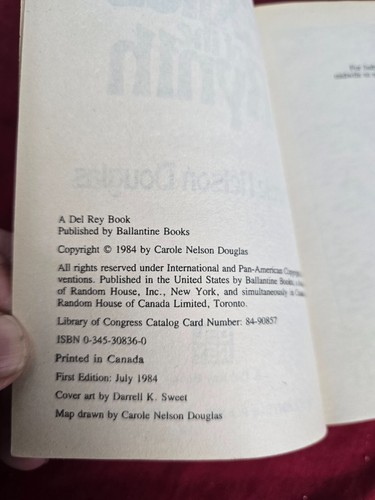 A Del Rey Book
Published by Ballantine Books
Copyright © 1984 by Carole Nelson Douglas
All rights reserved under International and Pan-American Copyright
ventions. Published in the United States by Ballantine Books, a
of Random House, Inc., New York, and simultaneously in
Random House of Canada Limited, Toronto.
Library of Congress Catalog Card Number: 84-90857
ISBN 0-345-30836-0
Printed in Canada
First Edition: July 1984
Cover art by Darrell K. Sweet
Map drawn by Carole Nelson Douglas